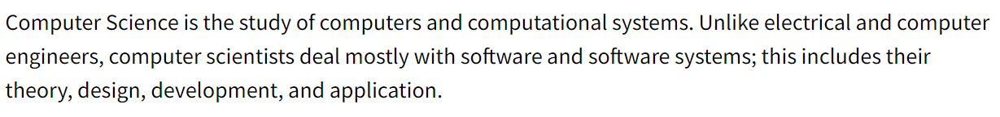 Computer Science is the study of computers and computational systems. Unlike electrical and computer
engineers, computer scientists deal mostly with software and software systems; this includes their
theory, design, development, and application.